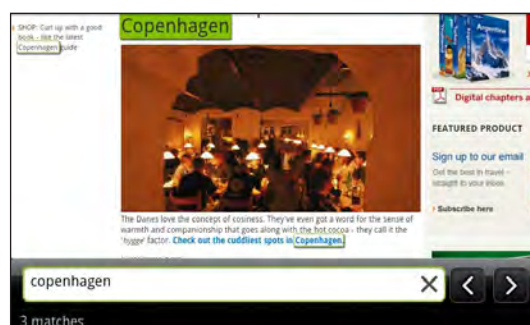 SHOP: Curl up with a good
book - like the latest
Copenhagen guide
Copenhagen
The Danes love the concept of cosiness. They've even got a word for the sense of
warmth and companionship that goes along with the hot cocoa - they call it the
'hygge' factor. Check out the cuddliest spots in Copenhagen.
Digital chapters a
FEATURED PRODUCT
Sign up to our email
Get the best in travel -
straight to your inbox.
Subscribe here
copenhagen
3 matches